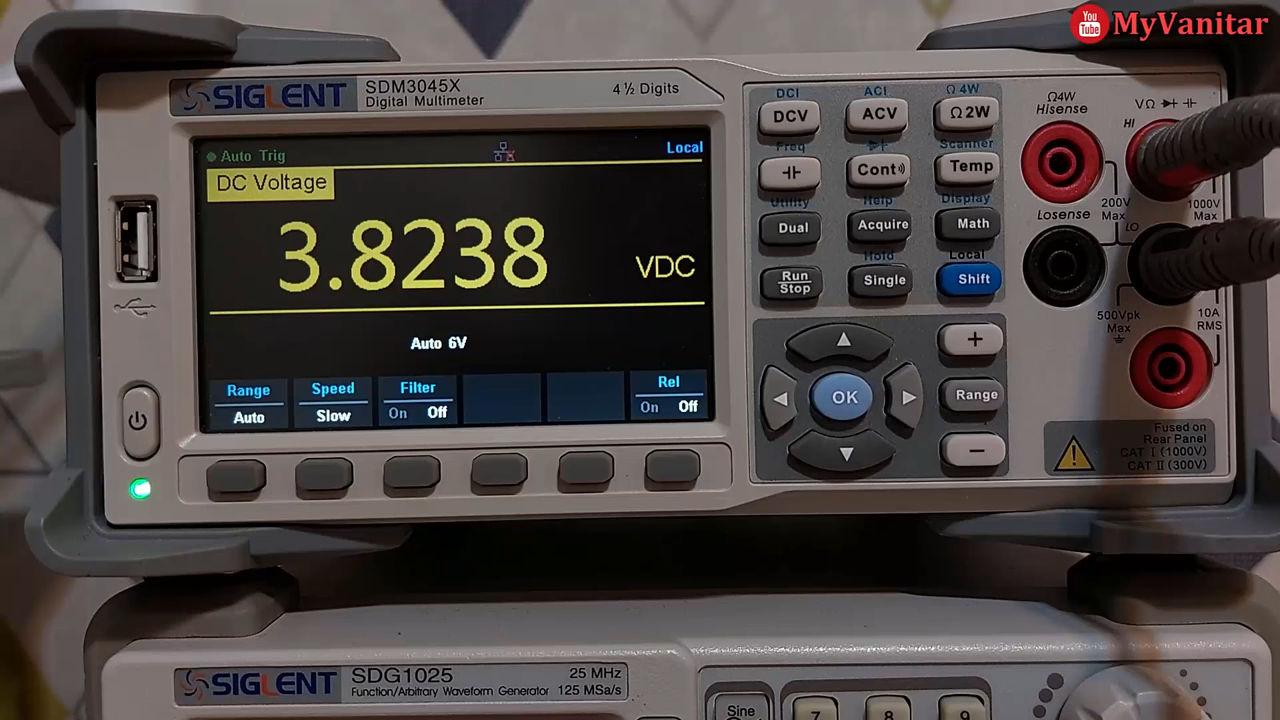 You
Tube
MyVanitar
SIGLENT
SDM3045X
Digital Multimeter
4½ Digits
Auto Trig
Local
DC Voltage
3.8238
VDC
Auto 6V
Range
Auto
Speed
Slow
Filter
On Off
Rel
On Off
DCI
DCV
ACI
ACV
Ω 4W
Ω2W
Freq
Cont
Scanner
Temp
Utility
Dual
Help
Acquire
Display
Math
Run
Stop
Hold
Single
Local
Shift
OK
+
Range
−
Ω4W
Hisense
VΩ
HI
200V
Max
1000V
Max
Losense
LO
500Vpk
Max
10A
RMS
Fused on
Rear Panel
CAT I (1000V)
CAT II (300V)
SIGLENT
SDG1025
Function/Arbitrary Waveform Generator
25 MHz
125 MSa/s
Sine
7
8
9